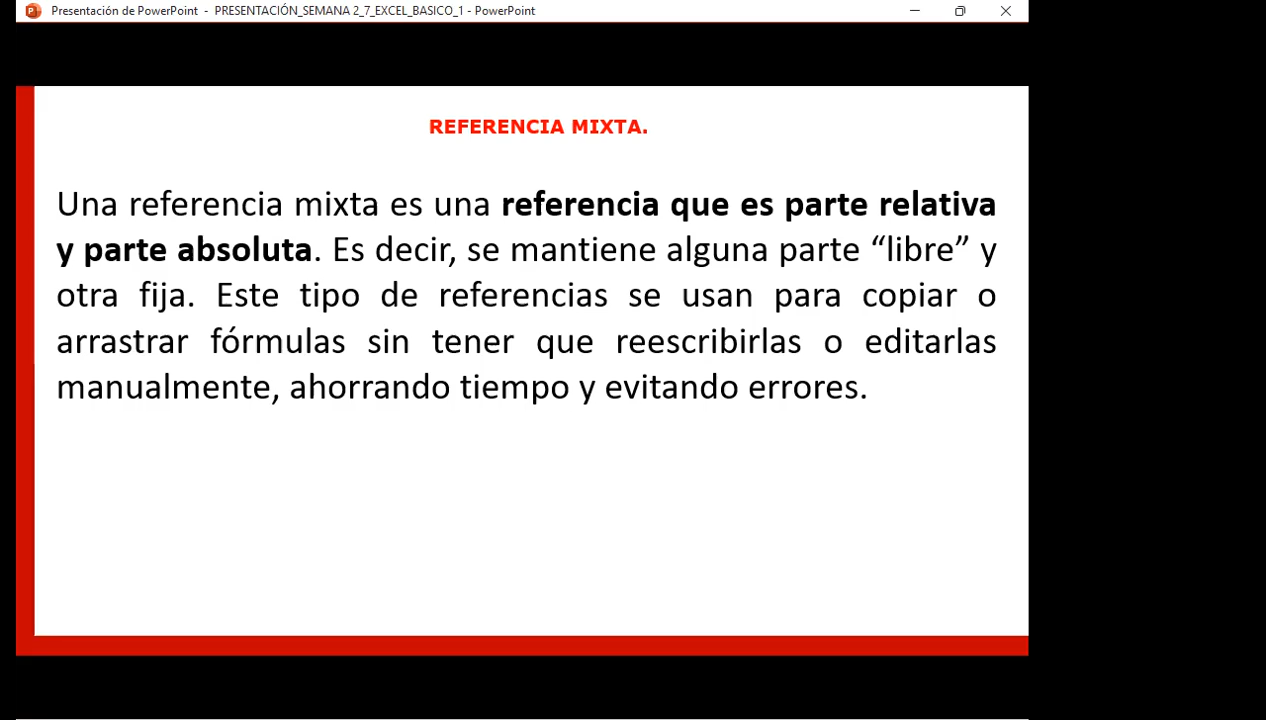 Presentación de PowerPoint - PRESENTACIÓN_SEMANA 2_7_EXCEL_BASICO_1 - PowerPoint
REFERENCIA MIXTA.
Una referencia mixta es una referencia que es parte relativa
y parte absoluta. Es decir, se mantiene alguna parte “libre” y
otra fija. Este tipo de referencias se usan para copiar o
arrastrar fórmulas sin tener que reescribirlas o editarlas
manualmente, ahorrando tiempo y evitando errores.